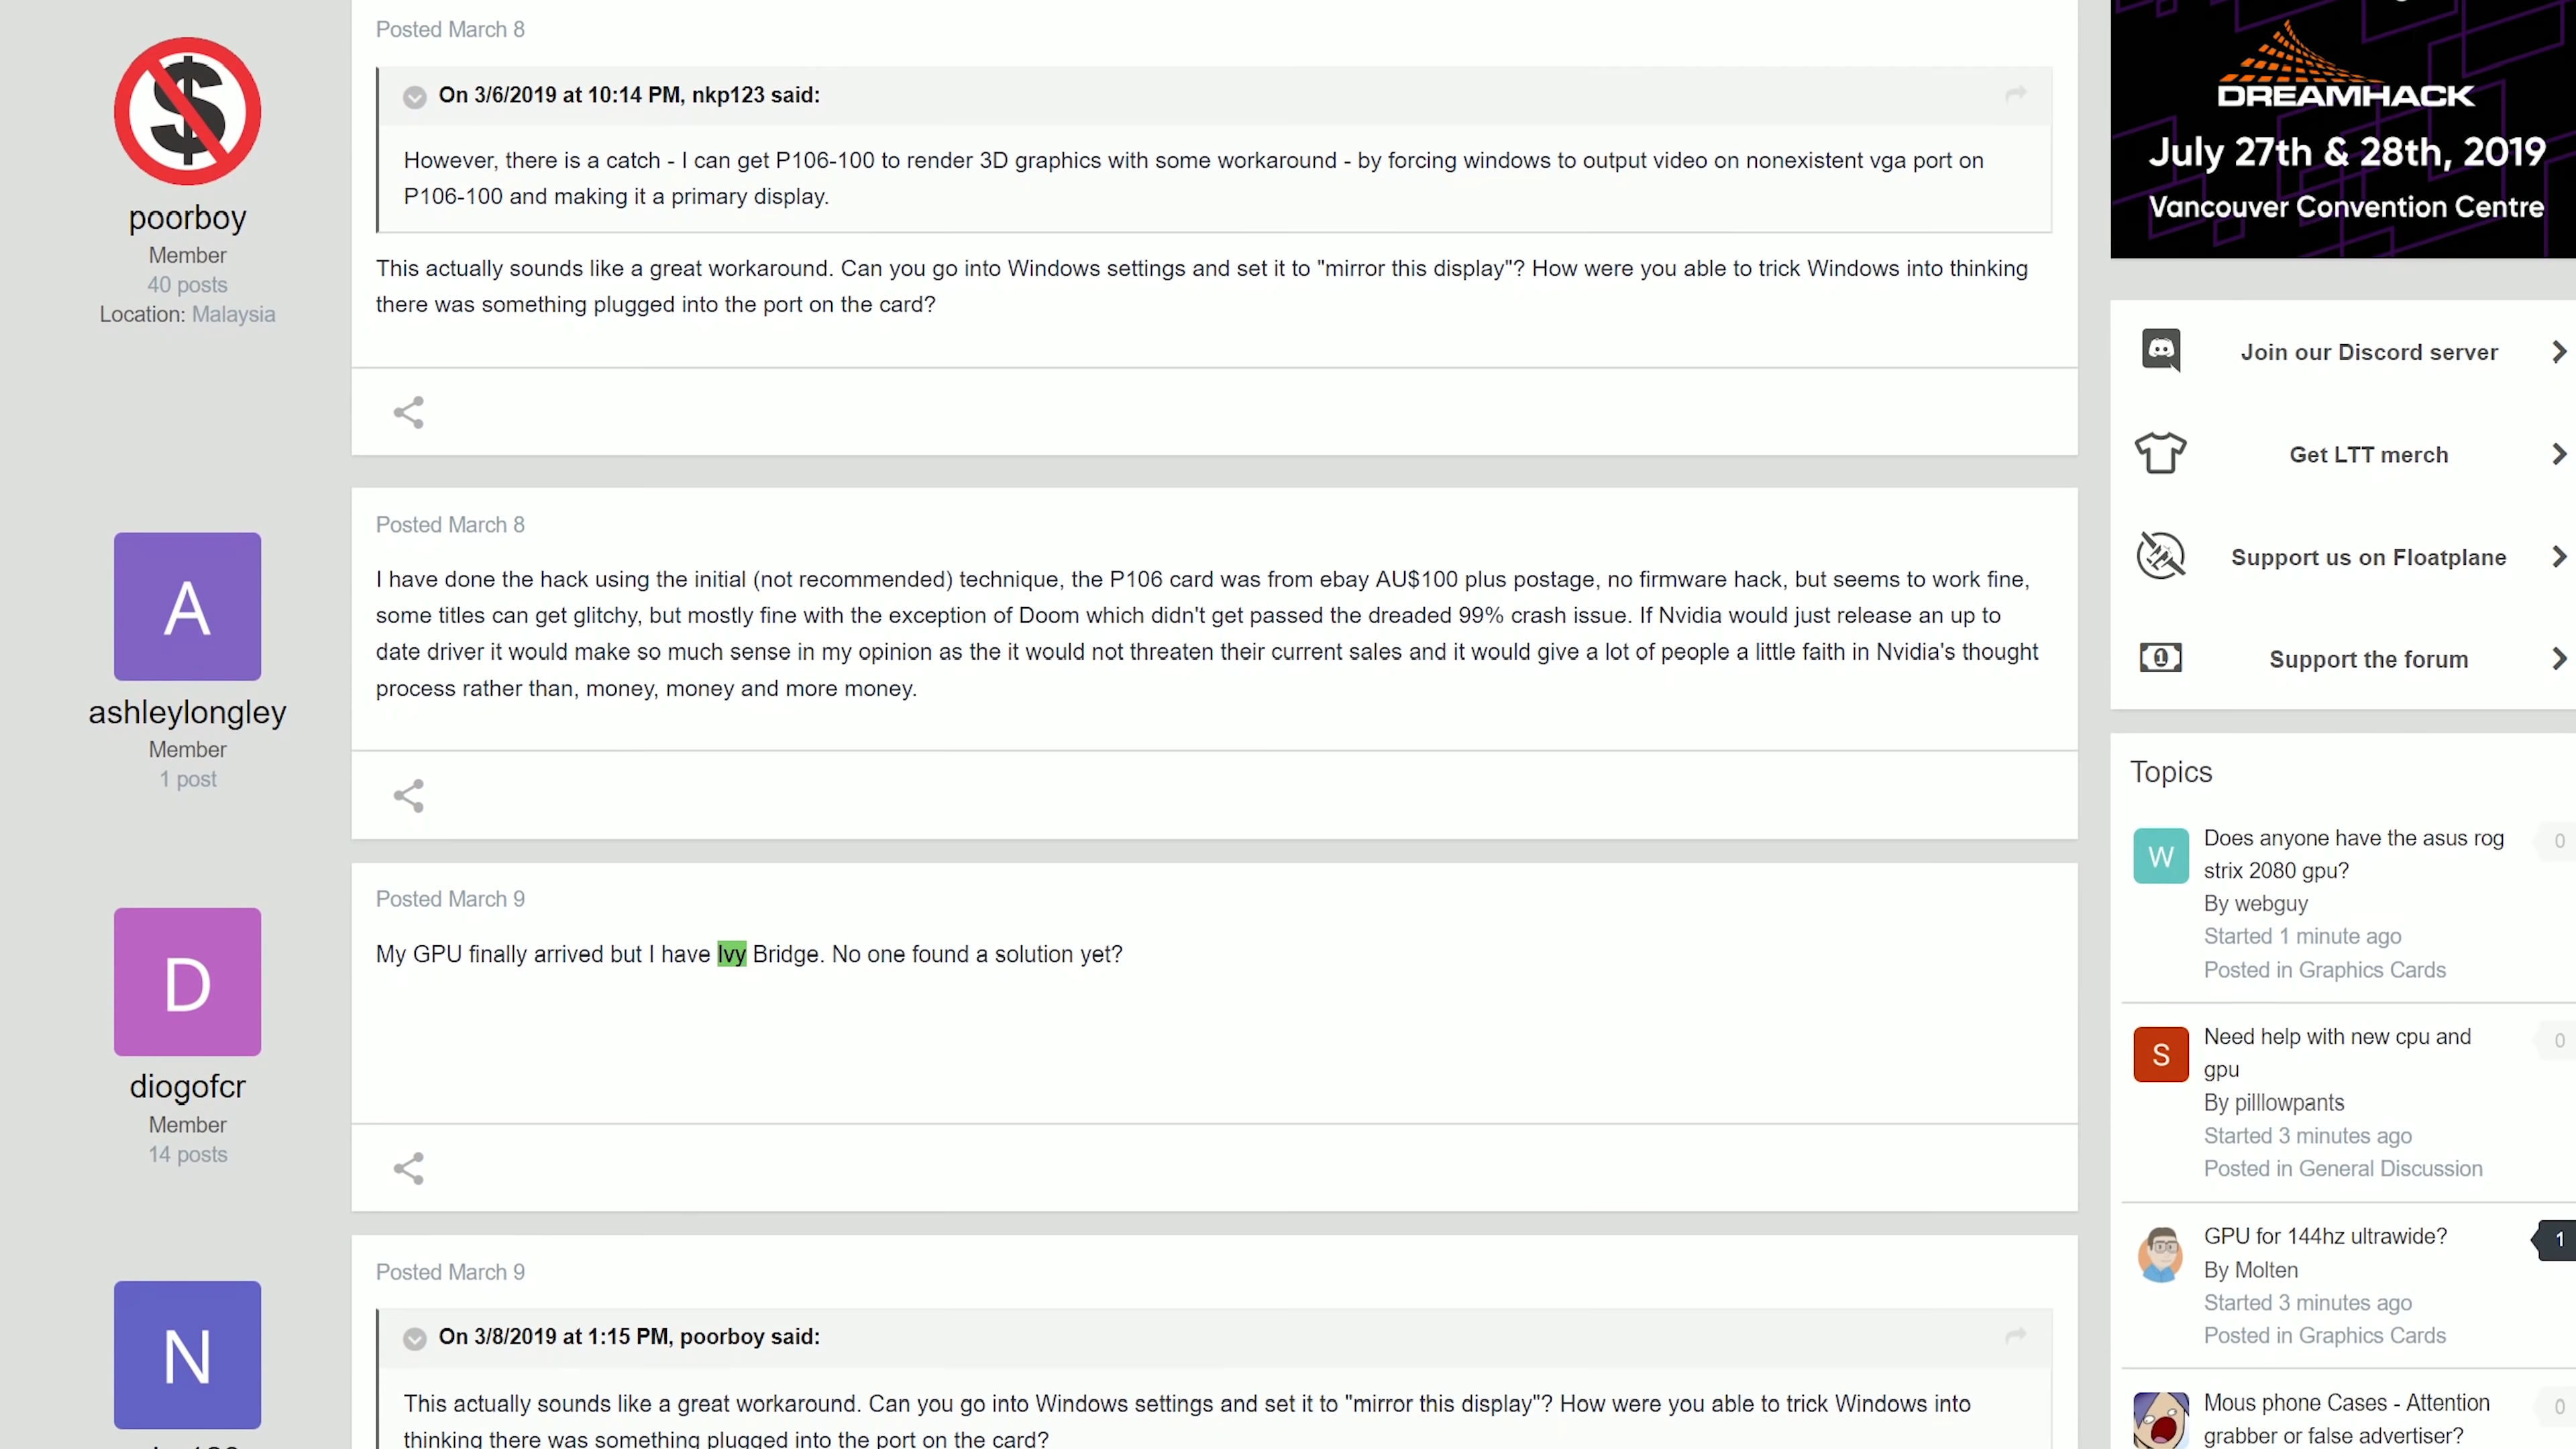 Posted March 8
On 3/6/2019 at 10:14 PM, nkp123 said:
However, there is a catch - I can get P106-100 to render 3D graphics with some workaround - by forcing windows to output video on nonexistent vga port on
P106-100 and making it a primary display.
poorboy
Member
40 posts
Location: Malaysia
This actually sounds like a great workaround. Can you go into Windows settings and set it to "mirror this display"? How were you able to trick Windows into thinking
there was something plugged into the port on the card?
Posted March 8
A
ashleylongley
Member
1 post
I have done the hack using the initial (not recommended) technique, the P106 card was from ebay AU$100 plus postage, no firmware hack, but seems to work fine,
some titles can get glitchy, but mostly fine with the exception of Doom which didn't get passed the dreaded 99% crash issue. If Nvidia would just release an up to
date driver it would make so much sense in my opinion as the it would not threaten their current sales and it would give a lot of people a little faith in Nvidia's thought
process rather than, money, money and more money.
Posted March 9
D
diogofcr
Member
14 posts
My GPU finally arrived but I have Ivy Bridge. No one found a solution yet?
Posted March 9
N
On 3/8/2019 at 1:15 PM, poorboy said:
This actually sounds like a great workaround. Can you go into Windows settings and set it to "mirror this display"? How were you able to trick Windows into
thinking there was something plugged into the port on the card?
DREAMHACK
July 27th & 28th, 2019
Vancouver Convention Centre
Join our Discord server
Get LTT merch
Support us on Floatplane
Support the forum
Topics
W
Does anyone have the asus rog
strix 2080 gpu?
0
By webguy
Started 1 minute ago
Posted in Graphics Cards
S
Need help with new cpu and
gpu
0
By pilllowpants
Started 3 minutes ago
Posted in General Discussion
GPU for 144hz ultrawide?
1
By Molten
Started 3 minutes ago
Posted in Graphics Cards
Mous phone Cases - Attention
grabber or false advertiser?
0